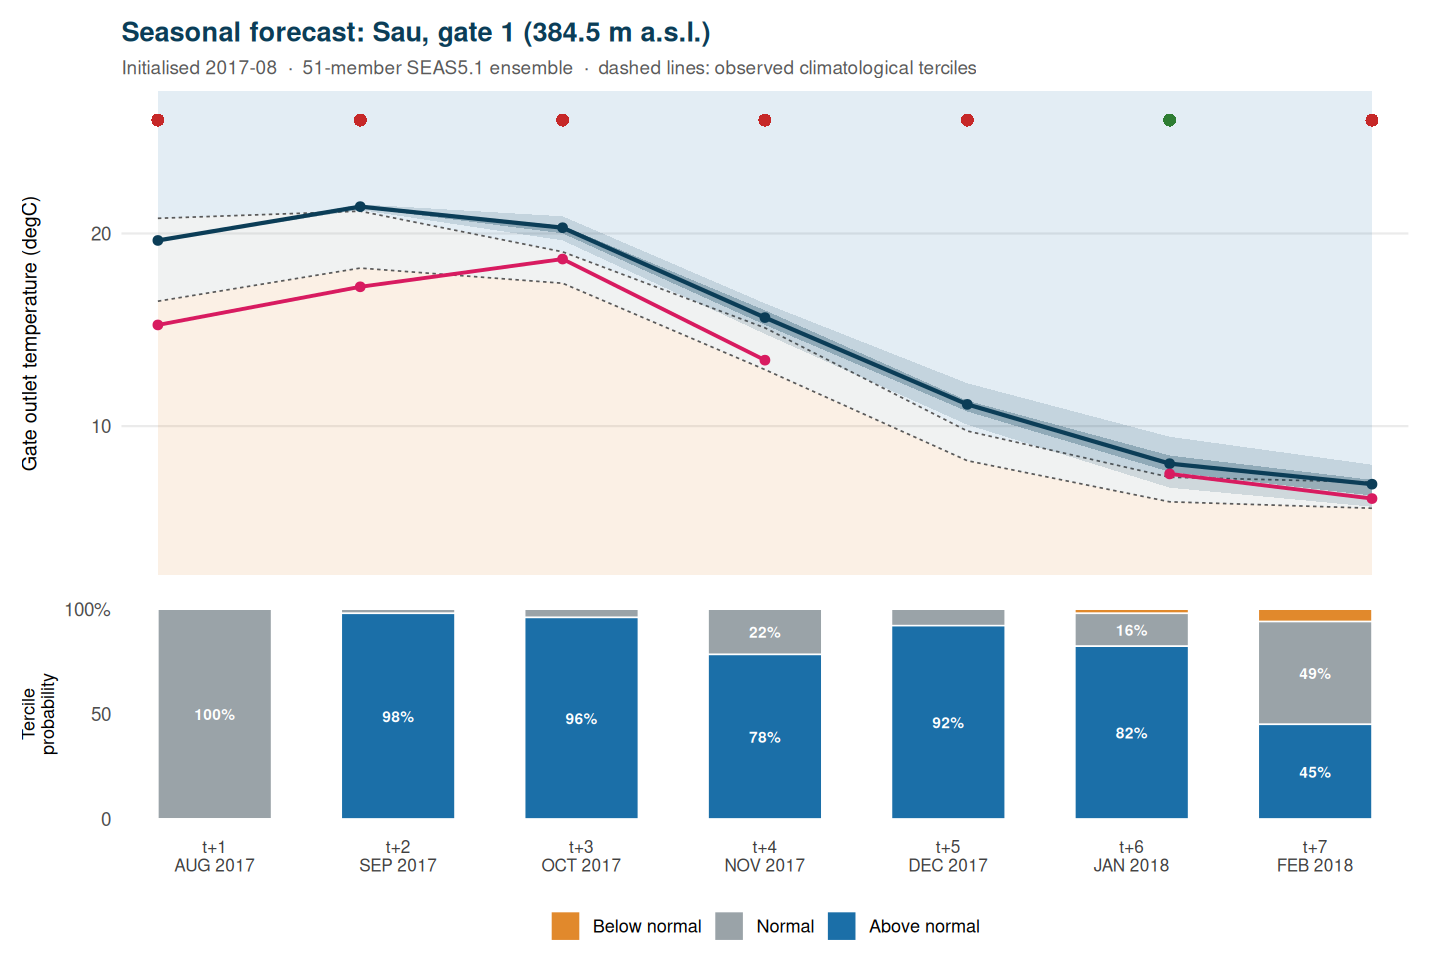 Seasonal forecast: Sau, gate 1 (384.5 m a.s.l.)
Initialised 2017-08 · 51-member SEAS5.1 ensemble · dashed lines: observed climatological terciles
Gate outlet temperature (degC)
20
10
Tercile
probability
100%
50
0
100%
98%
96%
22%
78%
92%
16%
82%
49%
45%
t+1
AUG 2017
t+2
SEP 2017
t+3
OCT 2017
t+4
NOV 2017
t+5
DEC 2017
t+6
JAN 2018
t+7
FEB 2018
Below normal
Normal
Above normal